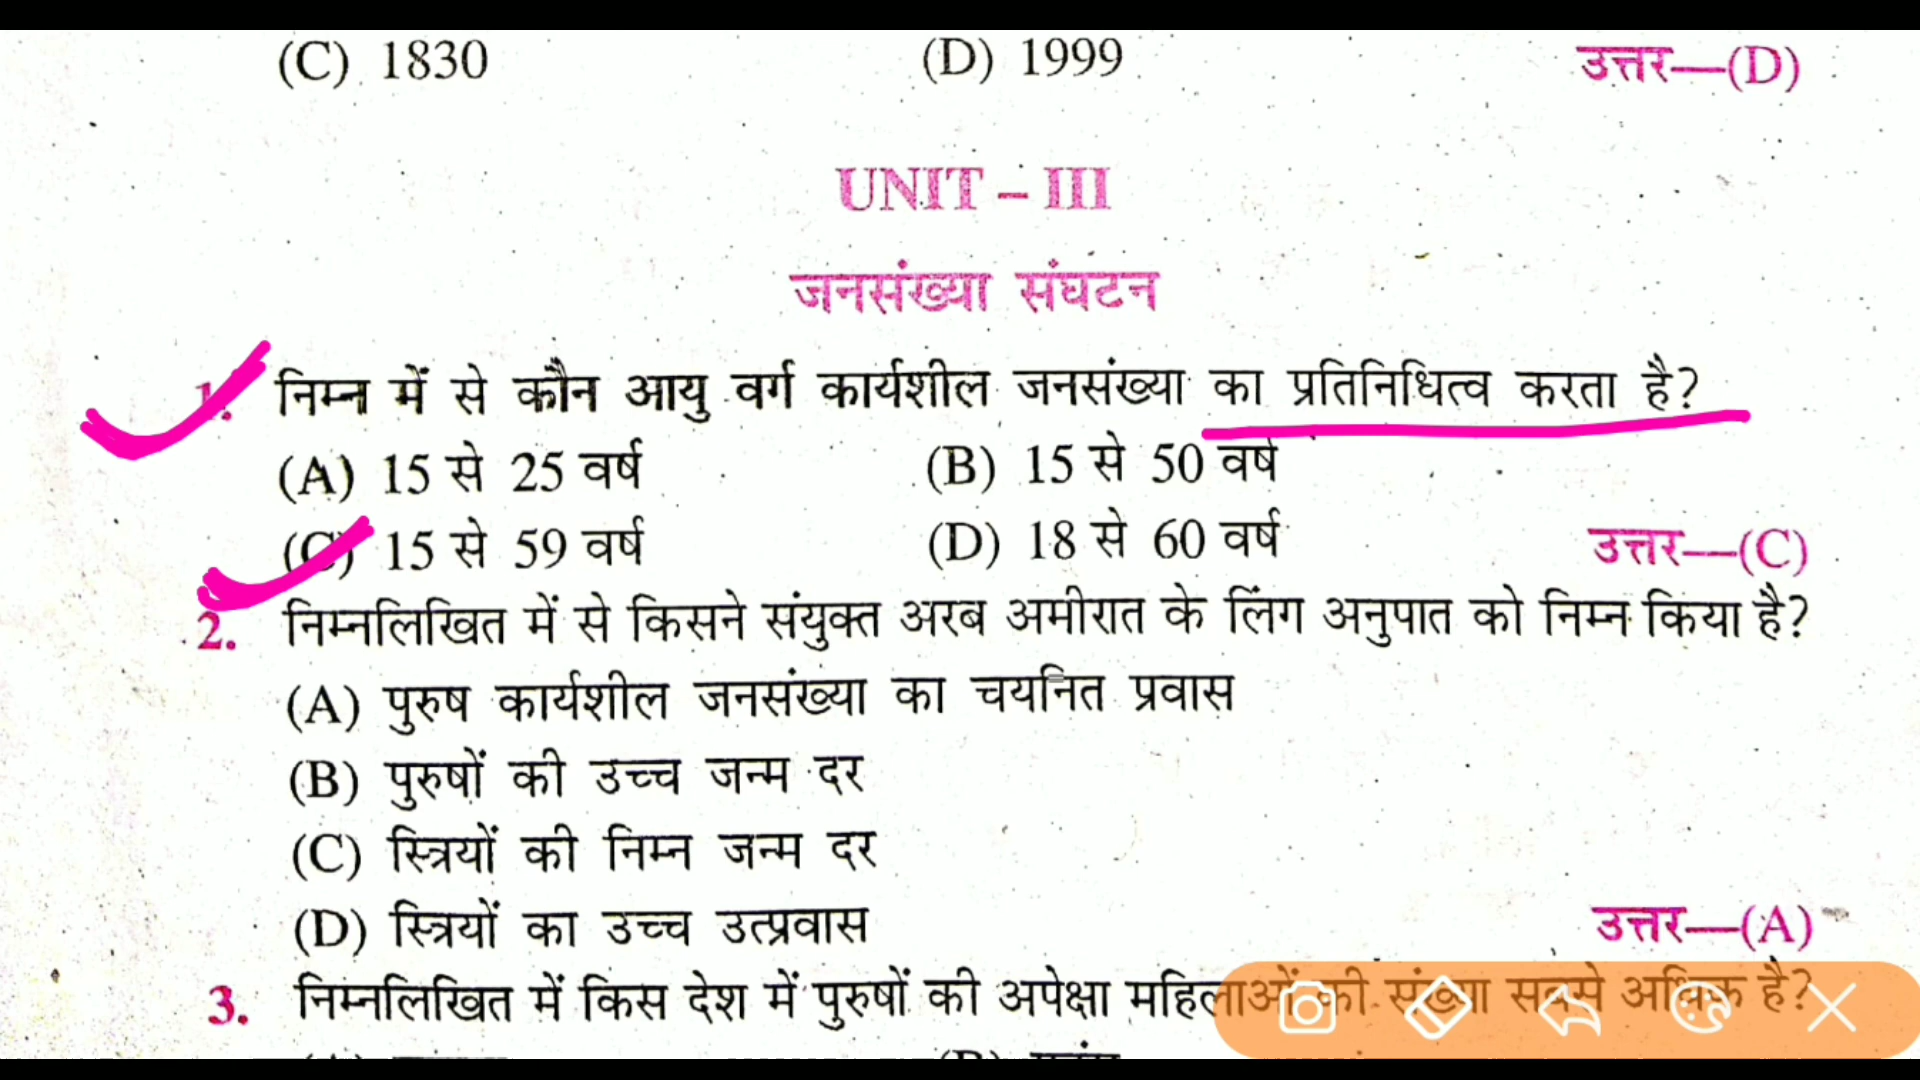 (C) 1830 (D) 1999 उत्तर—(D)
UNIT – III
जनसंख्या संघटन
1. निम्न में से कौन आयु वर्ग कार्यशील जनसंख्या का प्रतिनिधित्व करता है?
(A) 15 से 25 वर्ष (B) 15 से 50 वर्ष
(C) 15 से 59 वर्ष (D) 18 से 60 वर्ष उत्तर—(C)
2. निम्नलिखित में से किसने संयुक्त अरब अमीरात के लिंग अनुपात को निम्न किया है?
(A) पुरुष कार्यशील जनसंख्या का चयनित प्रवास
(B) पुरुषों की उच्च जन्म दर
(C) स्त्रियों की निम्न जन्म दर
(D) स्त्रियों का उच्च उत्प्रवास उत्तर—(A)
3. निम्नलिखित में किस देश में पुरुषों की अपेक्षा महिलाओं की संख्या सबसे अधिक है?